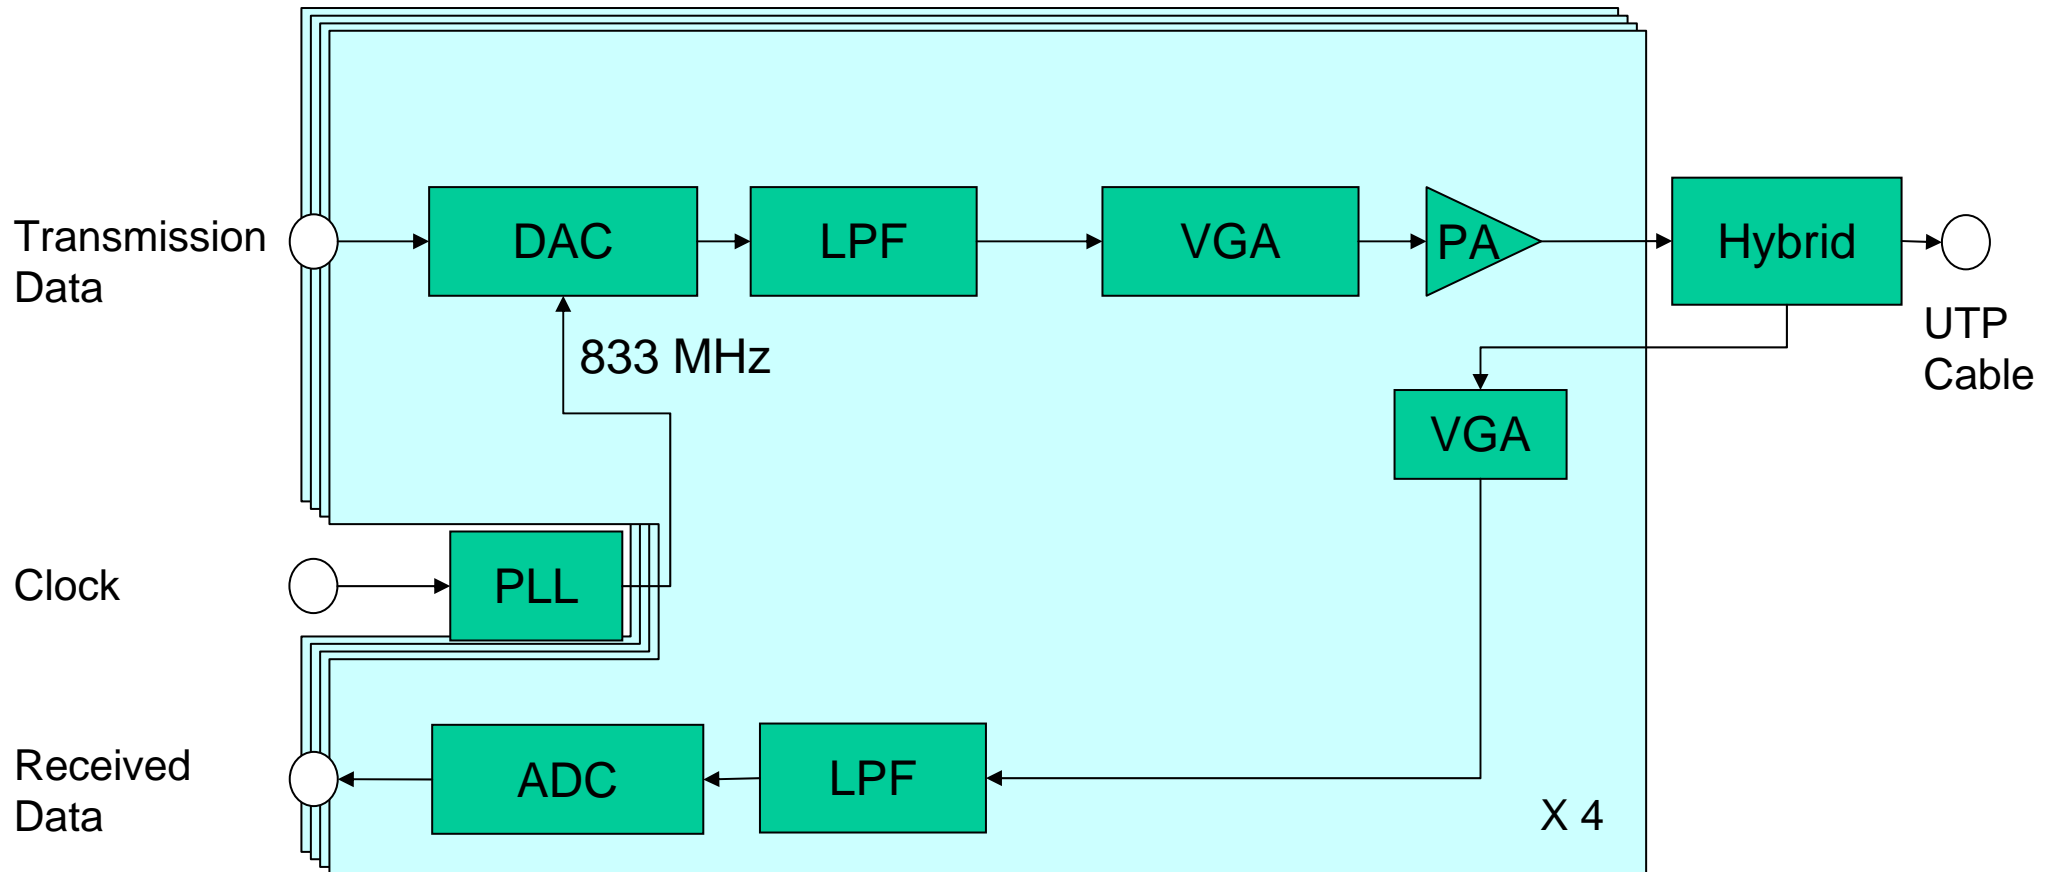 Transmission
Data
DAC
LPF
VGA
PA
Hybrid
UTP
Cable
833 MHz
VGA
Clock
PLL
Received
Data
ADC
LPF
X 4